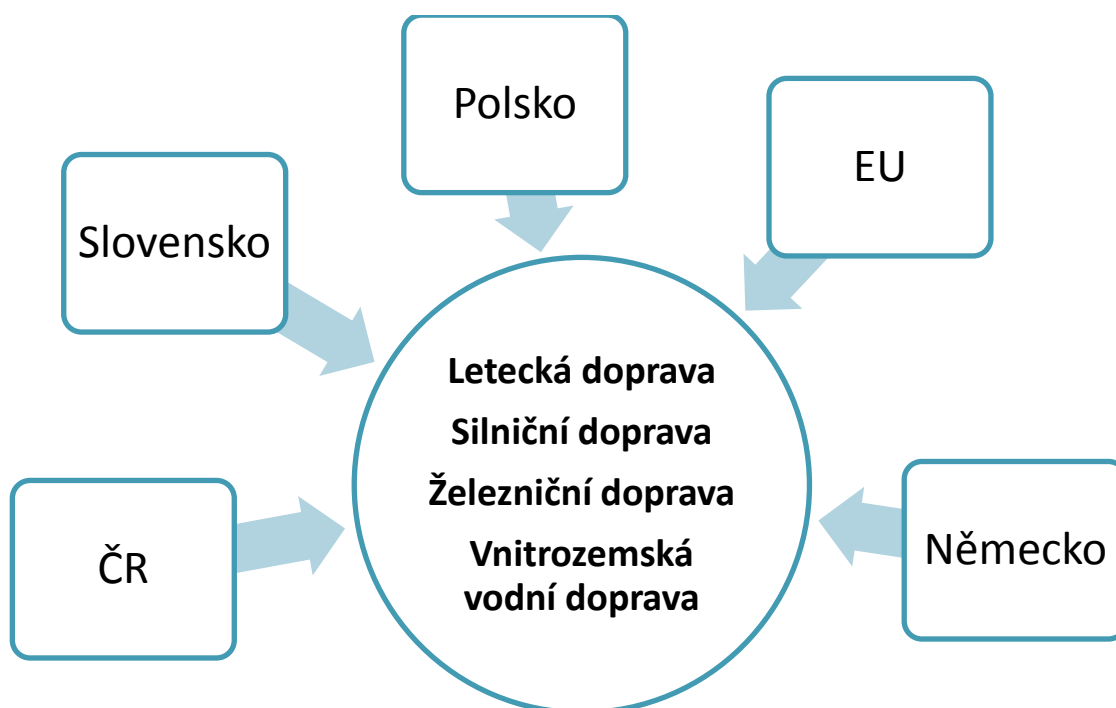 Polsko
EU
Slovensko
Letecká doprava
Silniční doprava
Železniční doprava
Vnitrozemská
vodní doprava
ČR
Německo